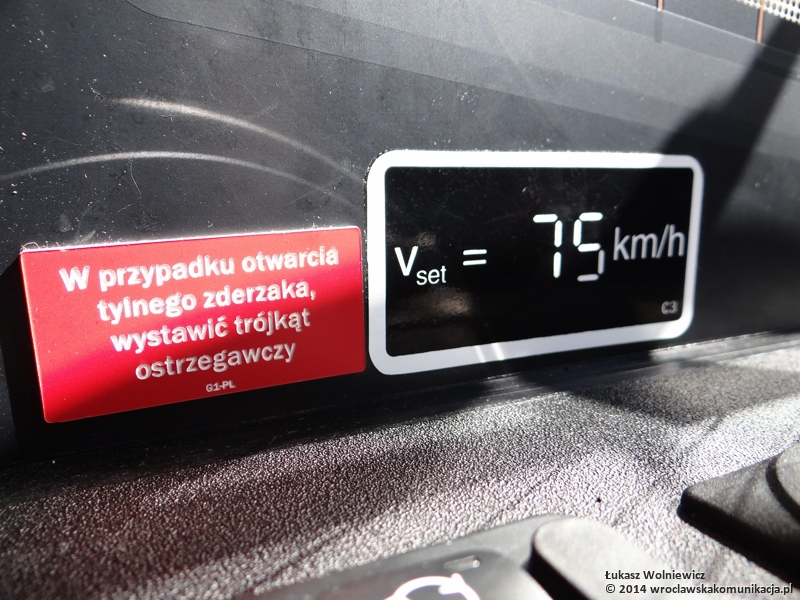 W przypadku otwarcia
tylnego zderzaka,
wystawić trójkąt
ostrzegawczy
G1-PL
Vset = 75 km/h
C3
Łukasz Wolniewicz
© 2014 wroclawskakomunikacja.pl